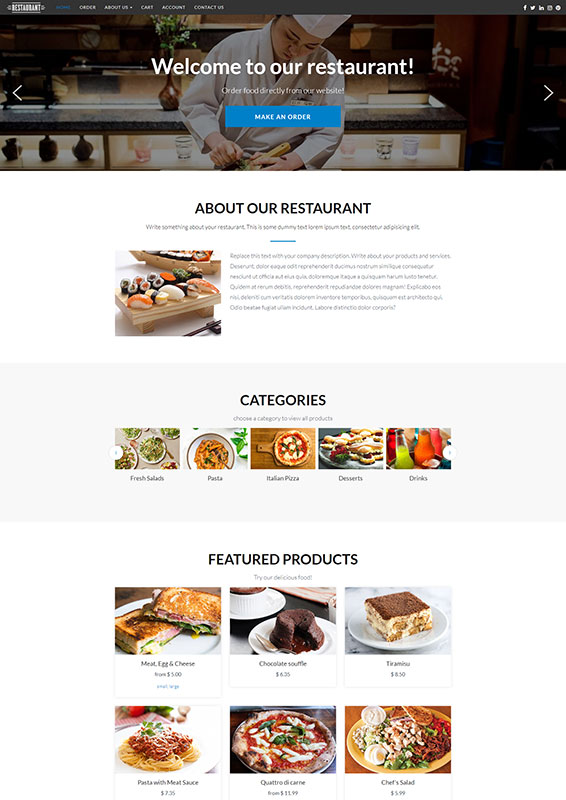 RESTAURANT HOME ORDER ABOUT US CART ACCOUNT CONTACT US
Welcome to our restaurant!
Order food directly from our website!
MAKE AN ORDER
ABOUT OUR RESTAURANT
Write something about your restaurant. This is some dummy text lorem ipsum text, consectetur adipisicing elit.
Replace this text with your company description. Write about your products and services.
Deserunt, dolor eaque odit reprehenderit ducimus nostrum similique consequatur
nesciunt ut officia aut eius quia, doloremque itaque a quisquam harum iusto tenetur.
Quidem at rerum debitis, reprehenderit repudiandae dolores magnam! Explicabo eos
nisi, deleniti cum veritatis dolorem inventore temporibus, quisquam est architecto qui.
Odio beatae fugiat ullam incidunt. Labore distinctio dolor corporis?
CATEGORIES
choose a category to view all products
Fresh Salads Pasta Italian Pizza Desserts Drinks
FEATURED PRODUCTS
Try our delicious food!
Meat, Egg & Cheese Chocolate souffle Tiramisu
from $ 5.00 $ 6.35 $ 8.50
small, large
Pasta with Meat Sauce Quattro di carne Chef's Salad
$ 7.35 from $ 11.99 $ 5.99